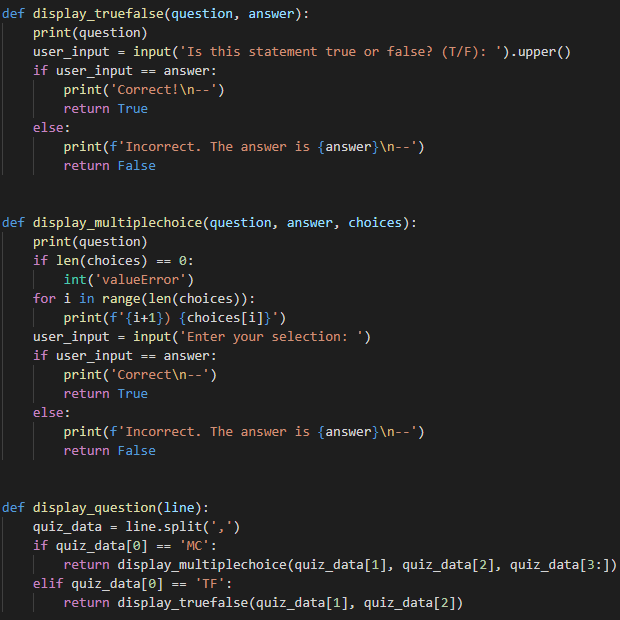 def display_truefalse(question, answer):
    print(question)
    user_input = input('Is this statement true or false? (T/F): ').upper()
    if user_input == answer:
        print('Correct!\n--')
        return True
    else:
        print(f'Incorrect. The answer is {answer}\n--')
        return False


def display_multiplechoice(question, answer, choices):
    print(question)
    if len(choices) == 0:
        int('valueError')
    for i in range(len(choices)):
        print(f'{i+1}) {choices[i]}')
    user_input = input('Enter your selection: ')
    if user_input == answer:
        print('Correct\n--')
        return True
    else:
        print(f'Incorrect. The answer is {answer}\n--')
        return False


def display_question(line):
    quiz_data = line.split(',')
    if quiz_data[0] == 'MC':
        return display_multiplechoice(quiz_data[1], quiz_data[2], quiz_data[3:])
    elif quiz_data[0] == 'TF':
        return display_truefalse(quiz_data[1], quiz_data[2])